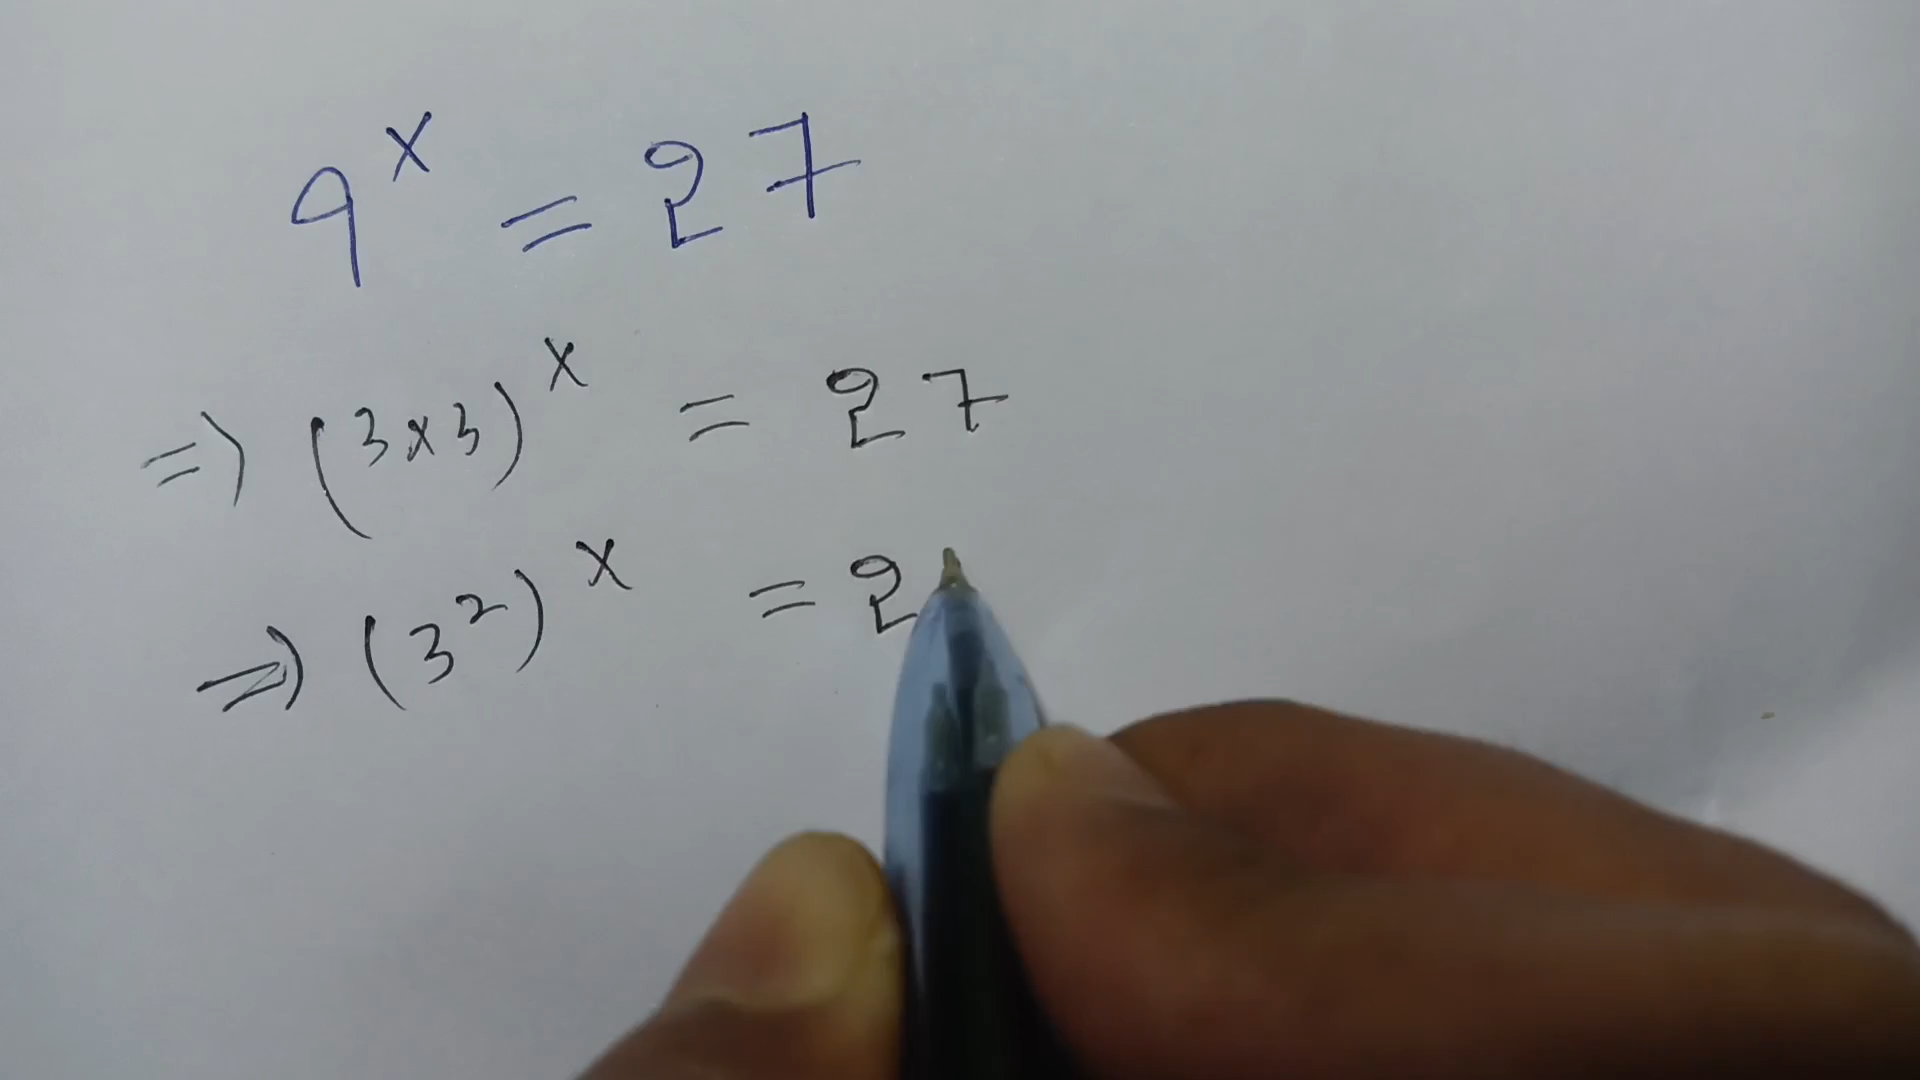 9^x = 27
=> (3x3)^x = 27
=> (3^2)^x = 2